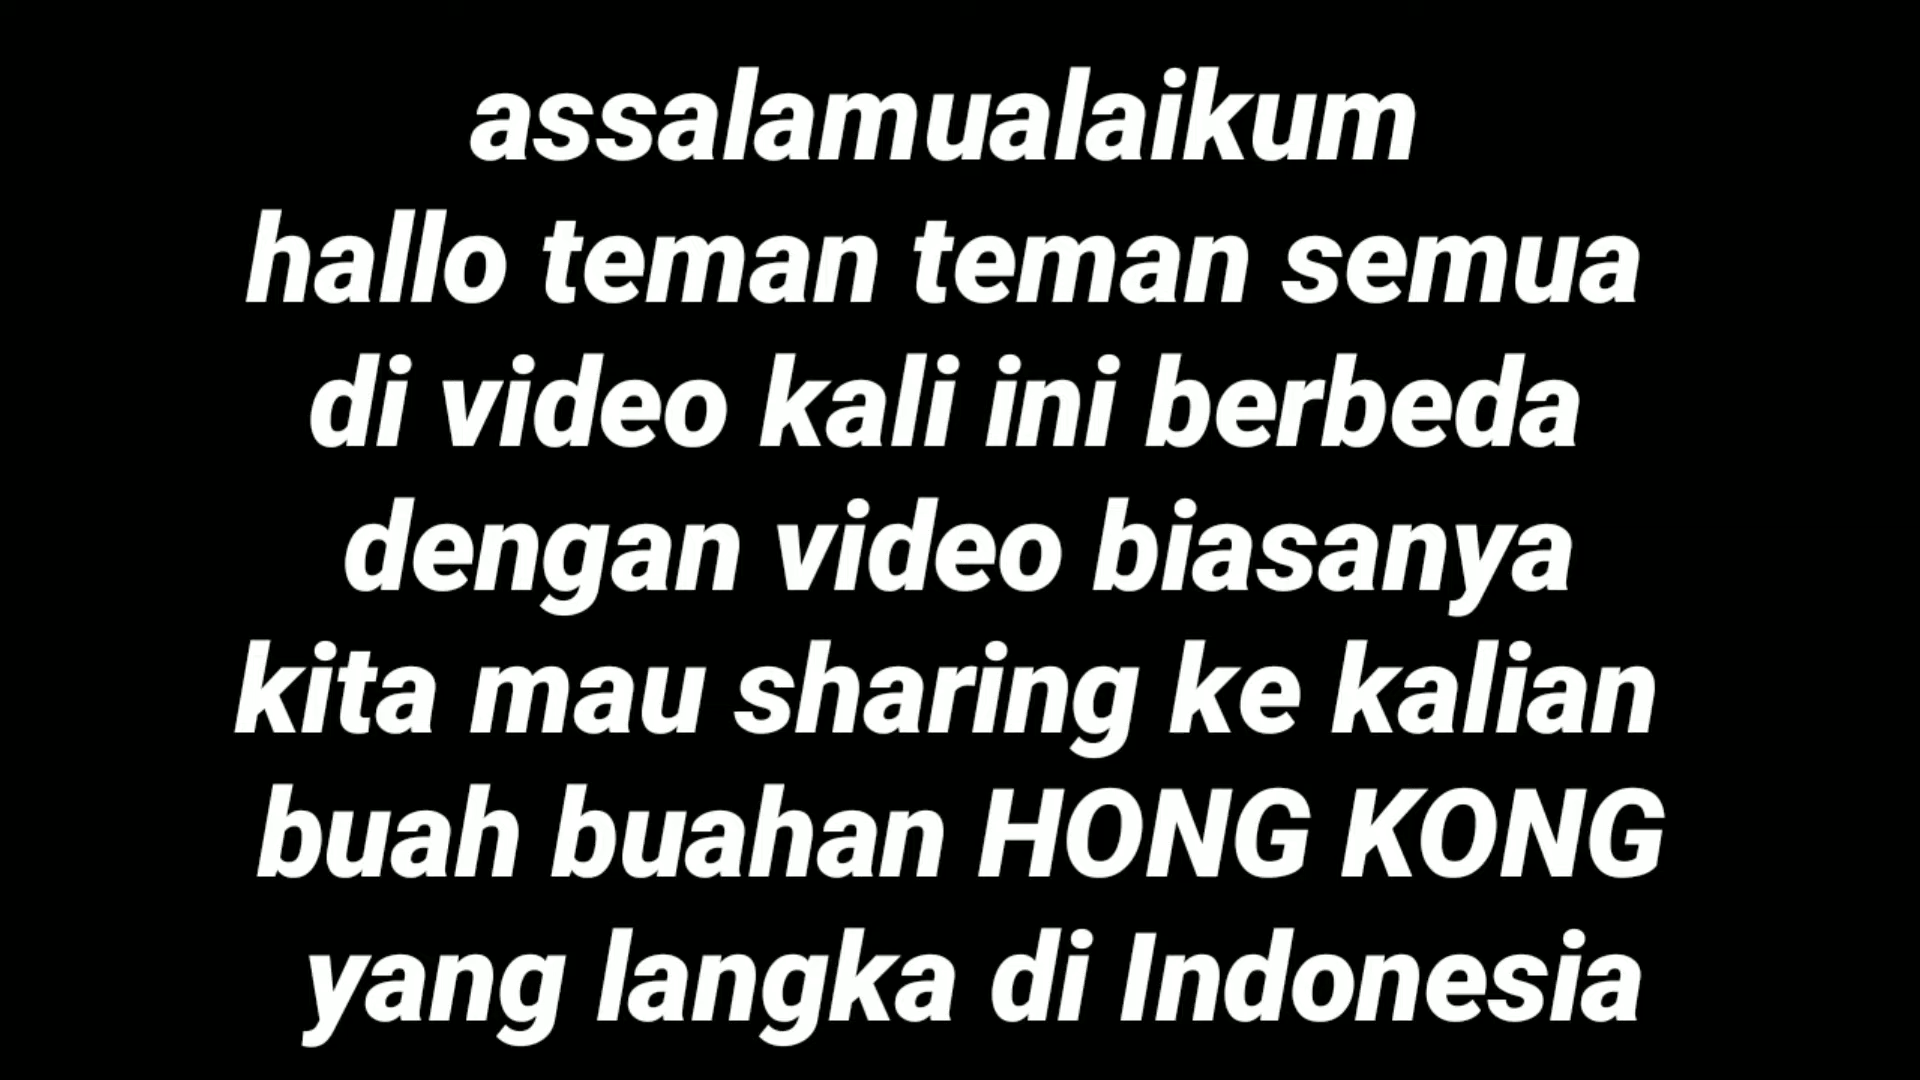 assalamualaikum
hallo teman teman semua
di video kali ini berbeda
dengan video biasanya
kita mau sharing ke kalian
buah buahan HONG KONG
yang langka di Indonesia